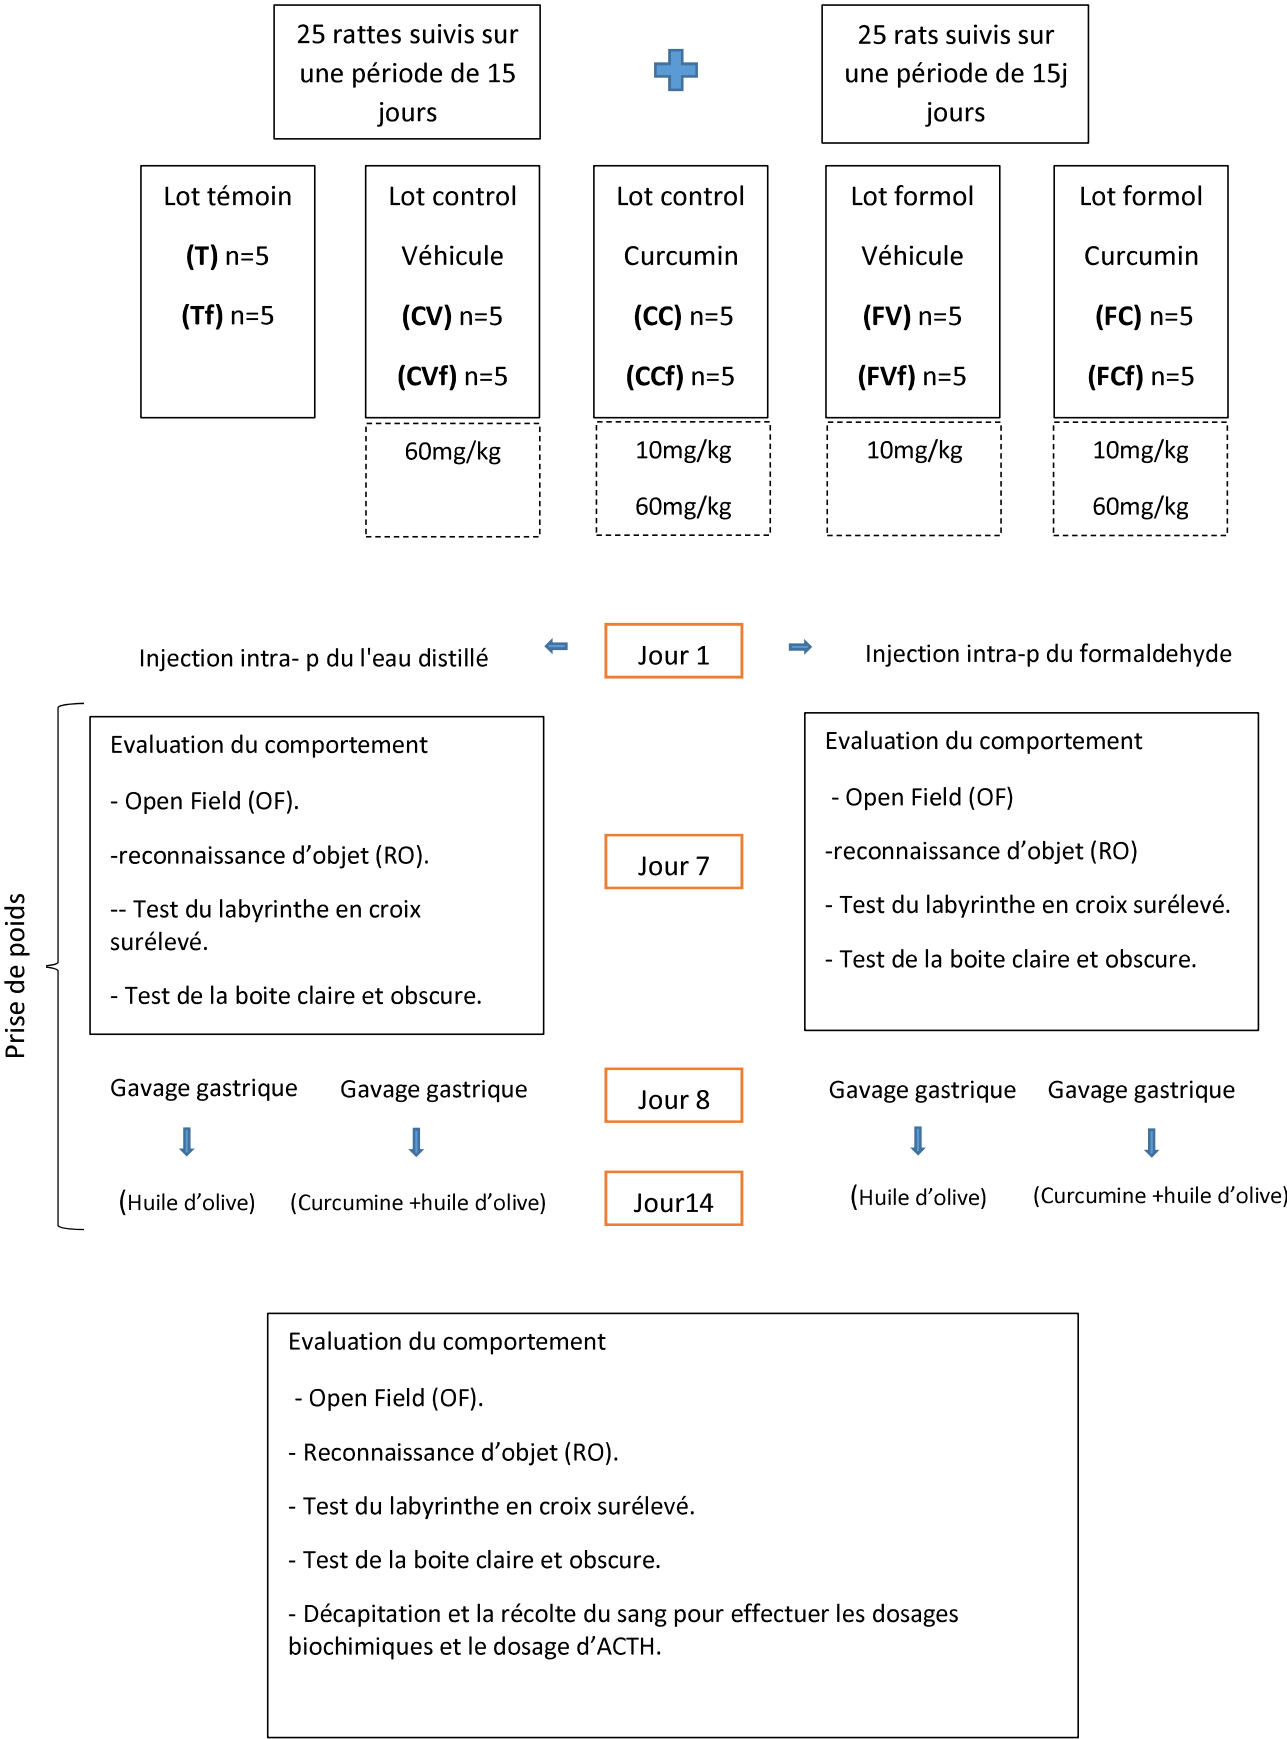 25 rattes suivis sur
une période de 15
jours
25 rats suivis sur
une période de 15j
jours
Lot témoin
(T) n=5
(Tf) n=5
Lot control
Véhicule
(CV) n=5
(CVf) n=5
60mg/kg
Lot control
Curcumin
(CC) n=5
(CCf) n=5
10mg/kg
60mg/kg
Lot formol
Véhicule
(FV) n=5
(FVf) n=5
10mg/kg
Lot formol
Curcumin
(FC) n=5
(FCf) n=5
10mg/kg
60mg/kg
Injection intra- p du l'eau distillé
Jour 1
Injection intra-p du formaldehyde
Prise de poids
Evaluation du comportement
- Open Field (OF).
-reconnaissance d’objet (RO).
-- Test du labyrinthe en croix
surélevé.
- Test de la boite claire et obscure.
Jour 7
Evaluation du comportement
- Open Field (OF)
-reconnaissance d’objet (RO)
- Test du labyrinthe en croix surélevé.
- Test de la boite claire et obscure.
Gavage gastrique
Gavage gastrique
Jour 8
Gavage gastrique
Gavage gastrique
(Huile d’olive)
(Curcumine +huile d’olive)
Jour14
(Huile d’olive)
(Curcumine +huile d’olive)
Evaluation du comportement
- Open Field (OF).
- Reconnaissance d’objet (RO).
- Test du labyrinthe en croix surélevé.
- Test de la boite claire et obscure.
- Décapitation et la récolte du sang pour effectuer les dosages
biochimiques et le dosage d’ACTH.